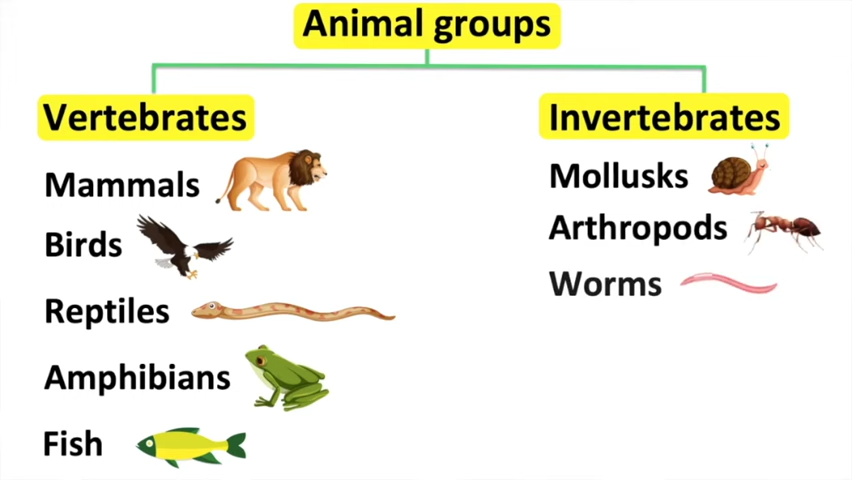 Animal groups
Vertebrates
Mammals
Birds
Reptiles
Amphibians
Fish
Invertebrates
Mollusks
Arthropods
Worms